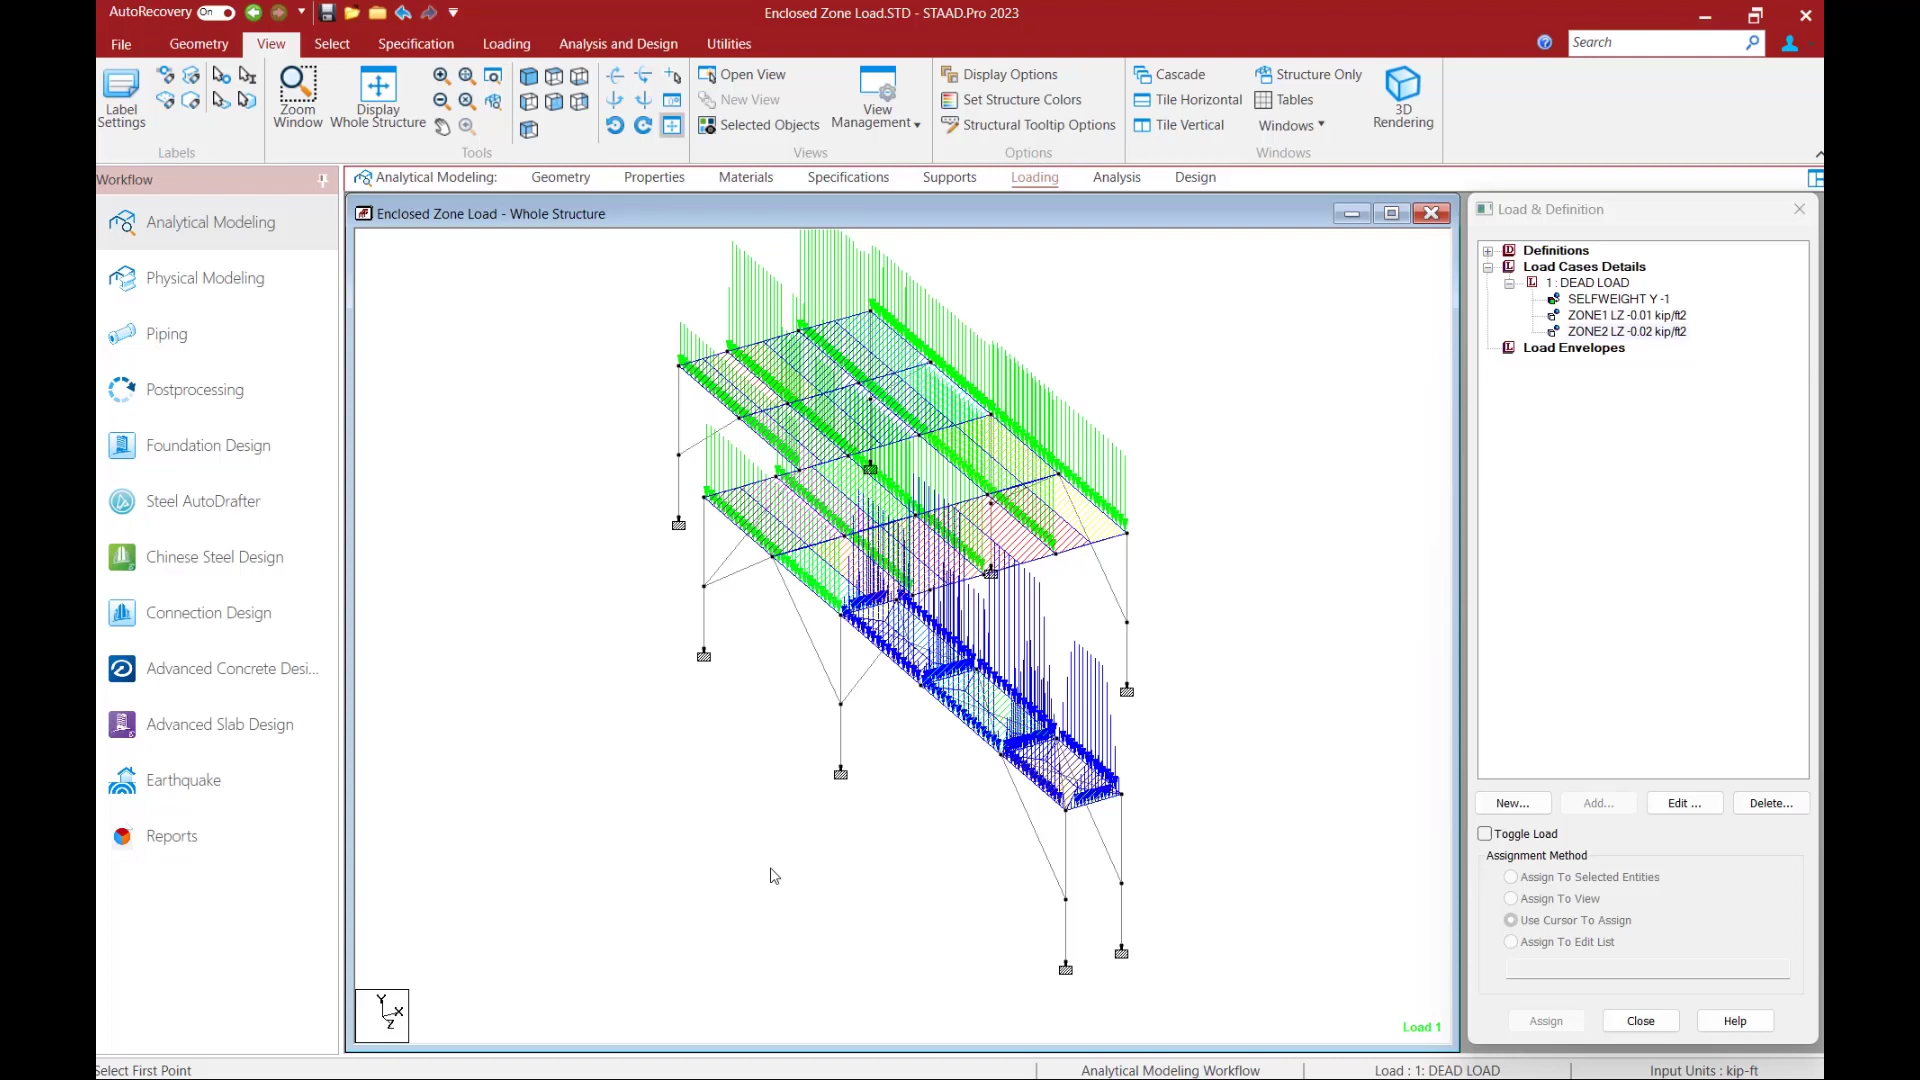 AutoRecovery On
Enclosed Zone Load.STD - STAAD.Pro 2023
File Geometry View Select Specification Loading Analysis and Design Utilities
Search
Label Settings
Zoom Window
Display Whole Structure
Open View
New View
Selected Objects
View Management
Display Options
Set Structure Colors
Structural Tooltip Options
Cascade
Tile Horizontal
Tile Vertical
Structure Only
Tables
Windows
3D Rendering
Labels Tools Views Options Windows
Workflow
Analytical Modeling: Geometry Properties Materials Specifications Supports Loading Analysis Design
Analytical Modeling
Physical Modeling
Piping
Postprocessing
Foundation Design
Steel AutoDrafter
Chinese Steel Design
Connection Design
Advanced Concrete Desi...
Advanced Slab Design
Earthquake
Reports
Enclosed Zone Load - Whole Structure
Y
X
Z
Load 1
Load & Definition
Definitions
Load Cases Details
1 : DEAD LOAD
SELFWEIGHT Y -1
ZONE1 LZ -0.01 kip/ft2
ZONE2 LZ -0.02 kip/ft2
Load Envelopes
New... Add... Edit ... Delete...
Toggle Load
Assignment Method
Assign To Selected Entities
Assign To View
Use Cursor To Assign
Assign To Edit List
Assign Close Help
Select First Point
Analytical Modeling Workflow
Load : 1: DEAD LOAD
Input Units : kip-ft